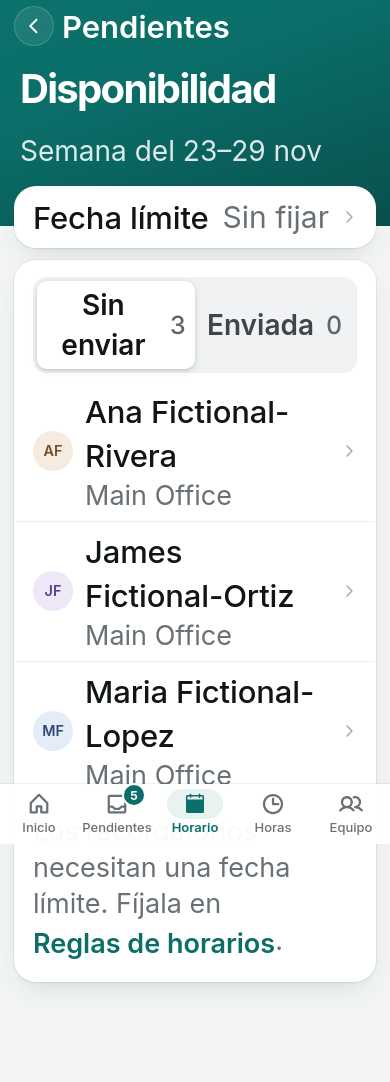 Pendientes
Disponibilidad
Semana del 23–29 nov
Fecha límite Sin fijar
Sin enviar 3 Enviada 0
AF
Ana Fictional-
Rivera
Main Office
JF
James
Fictional-Ortiz
Main Office
MF
Maria Fictional-
Lopez
Main Office
5
Inicio Pendientes Horario Horas Equipo
necesitan una fecha
límite. Fíjala en
Reglas de horarios.